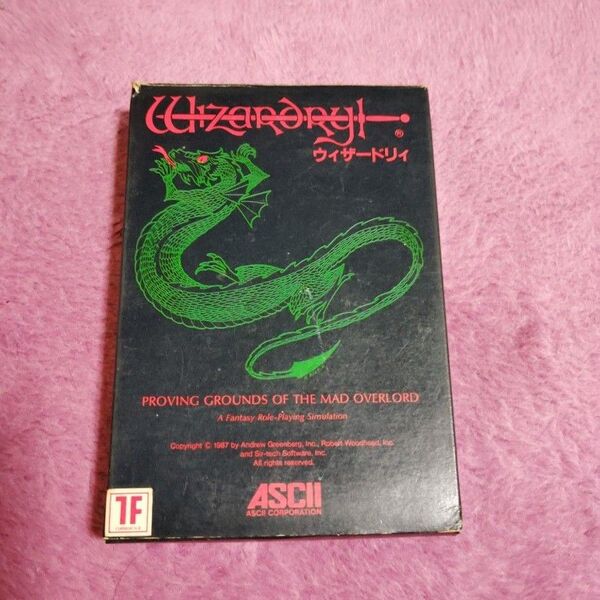 Wizardry
®
ウィザードリィ
PROVING GROUNDS OF THE MAD OVERLORD
A Fantasy Role-Playing Simulation
Copyright © 1987 by Andrew Greenberg, Inc., Robert Woodhead, Inc.
and Sir-tech Software, Inc.
All rights reserved.
ASCII
ASCII CORPORATION
TF